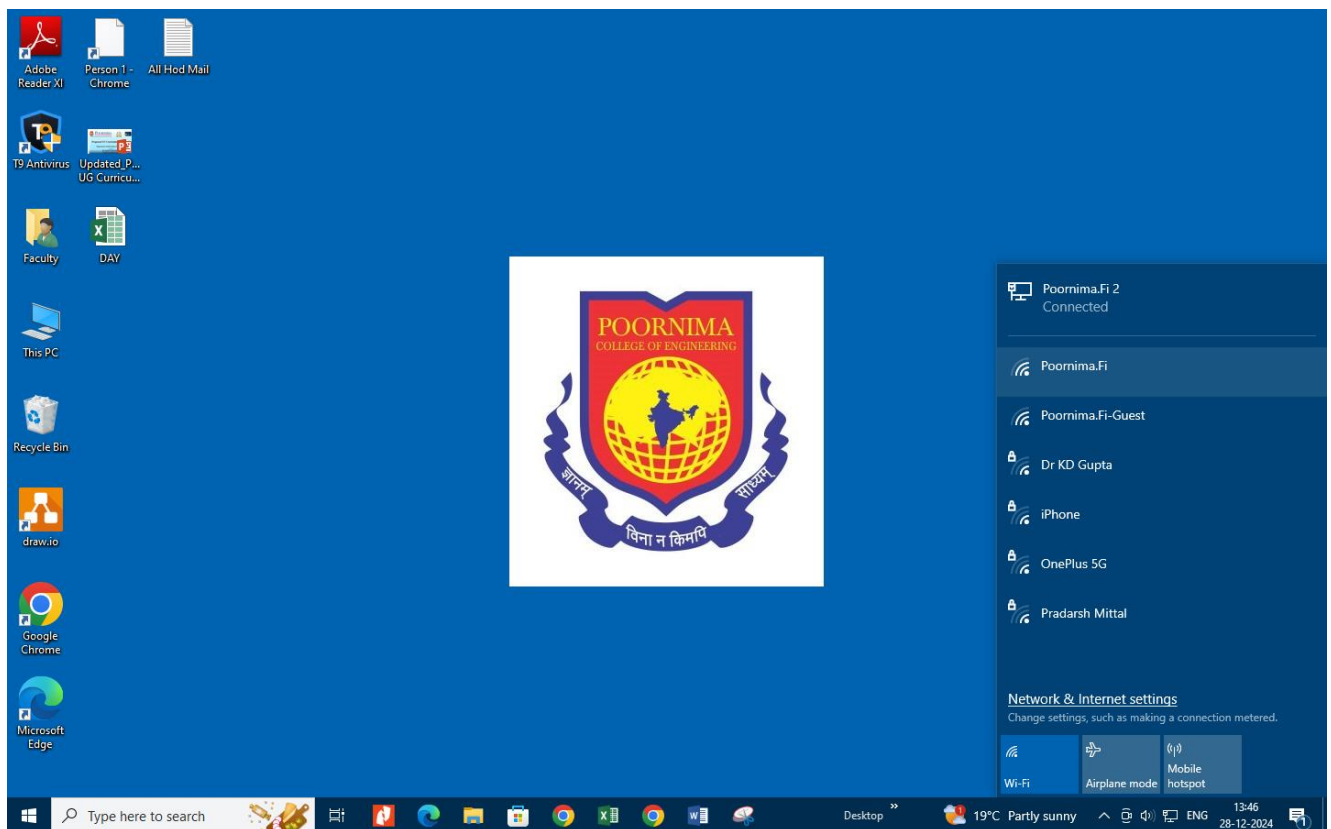 Adobe
Reader XI
Person 1 -
Chrome
All Hod Mail
T9 Antivirus
Updated_P...
UG Curricu...
Faculty
DAY
This PC
Recycle Bin
draw.io
Google
Chrome
Microsoft
Edge
POORNIMA
COLLEGE OF ENGINEERING
ज्ञानम्
विना न किमपि
साध्यम्
Poornima.Fi 2
Connected
Poornima.Fi
Poornima.Fi-Guest
Dr KD Gupta
iPhone
OnePlus 5G
Pradarsh Mittal
Network & Internet settings
Change settings, such as making a connection metered.
Wi-Fi
Airplane mode
Mobile
hotspot
Type here to search
Desktop
19°C Partly sunny
ENG
13:46
28-12-2024